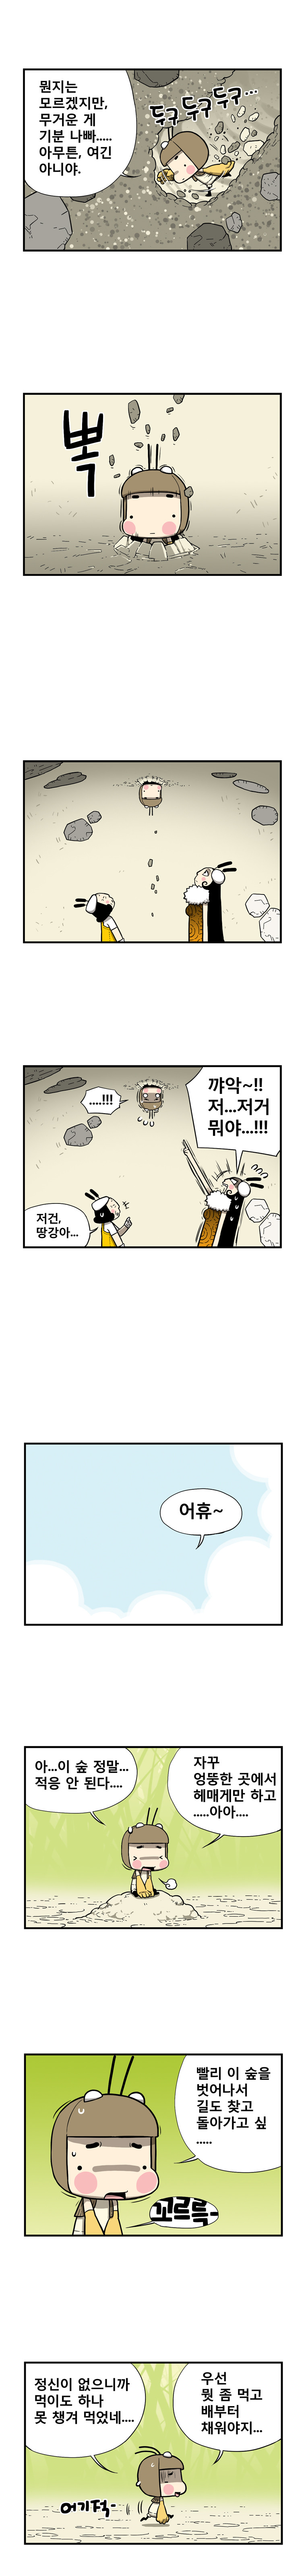 뭔지는
모르겠지만,
무거운 게
기분 나빠.....
아무튼, 여긴
아니야.
두구 두구 두구...
뽁
꺄악~!!
저...저거
뭐야...!!!
....!!!
저건,
땅강아...
어휴~
아...이 숲 정말...
적응 안 된다....
자꾸
엉뚱한 곳에서
헤매게만 하고
.....아아....
빨리 이 숲을
벗어나서
길도 찾고
돌아가고 싶
.....
꼬르륵-
정신이 없으니까
먹이도 하나
못 챙겨 먹었네....
우선
뭣 좀 먹고
배부터
채워야지...
어기적-